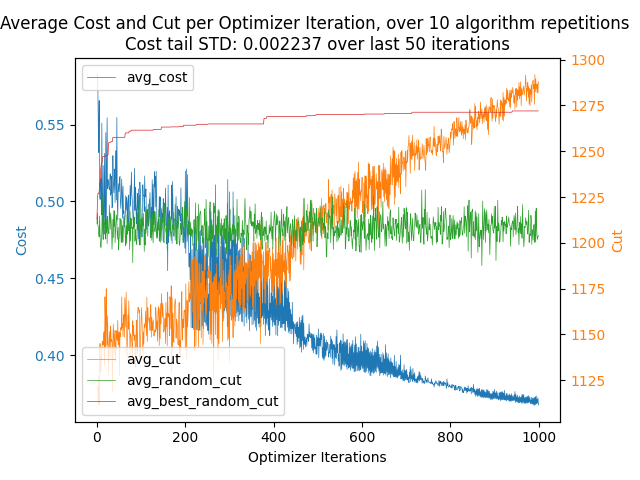 Average Cost and Cut per Optimizer Iteration, over 10 algorithm repetitions
Cost tail STD: 0.002237 over last 50 iterations
avg_cost
0.55
0.50
0.45
0.40
Cost
1300
1275
1250
1225
1200
1175
1150
1125
Cut
avg_cut
avg_random_cut
avg_best_random_cut
0
200
400
600
800
1000
Optimizer Iterations